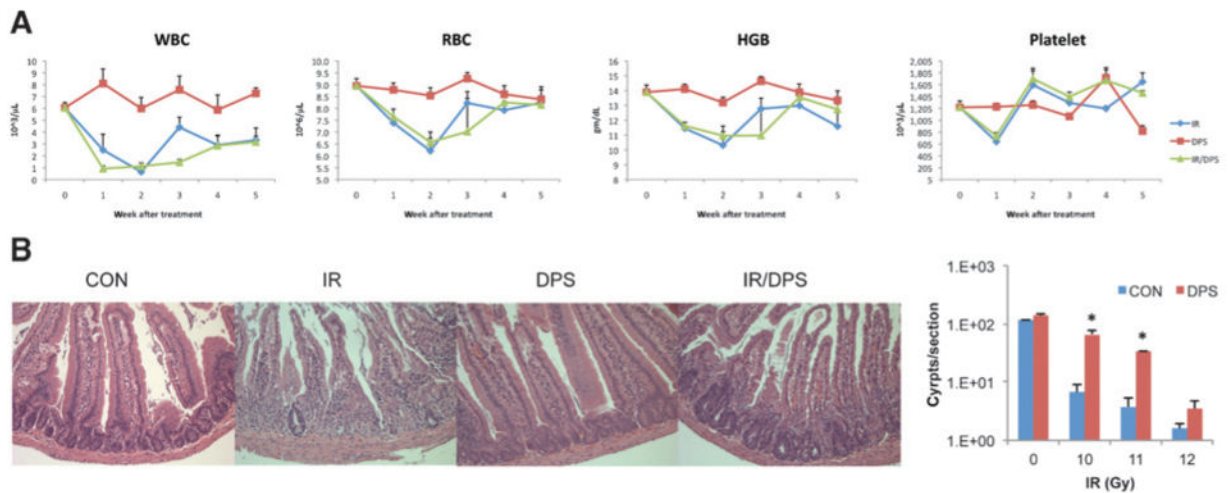 A
WBC
10^3/µL
10
9
8
7
6
5
4
3
2
1
0
0 1 2 3 4 5
Week after treatment
RBC
10^6/µL
10.0
9.5
9.0
8.5
8.0
7.5
7.0
6.5
6.0
5.5
5.0
0 1 2 3 4 5
Week after treatment
HGB
gm/dL
16
15
14
13
12
11
10
9
8
0 1 2 3 4 5
Week after treatment
Platelet
10^3/µL
2,005
1,805
1,605
1,405
1,205
1,005
805
605
405
205
5
0 1 2 3 4 5
Week after treatment
IR
DPS
IR/DPS
B
CON IR DPS IR/DPS
Cyrpts/section
1.E+03
1.E+02
1.E+01
1.E+00
CON DPS
* *
0 10 11 12
IR (Gy)